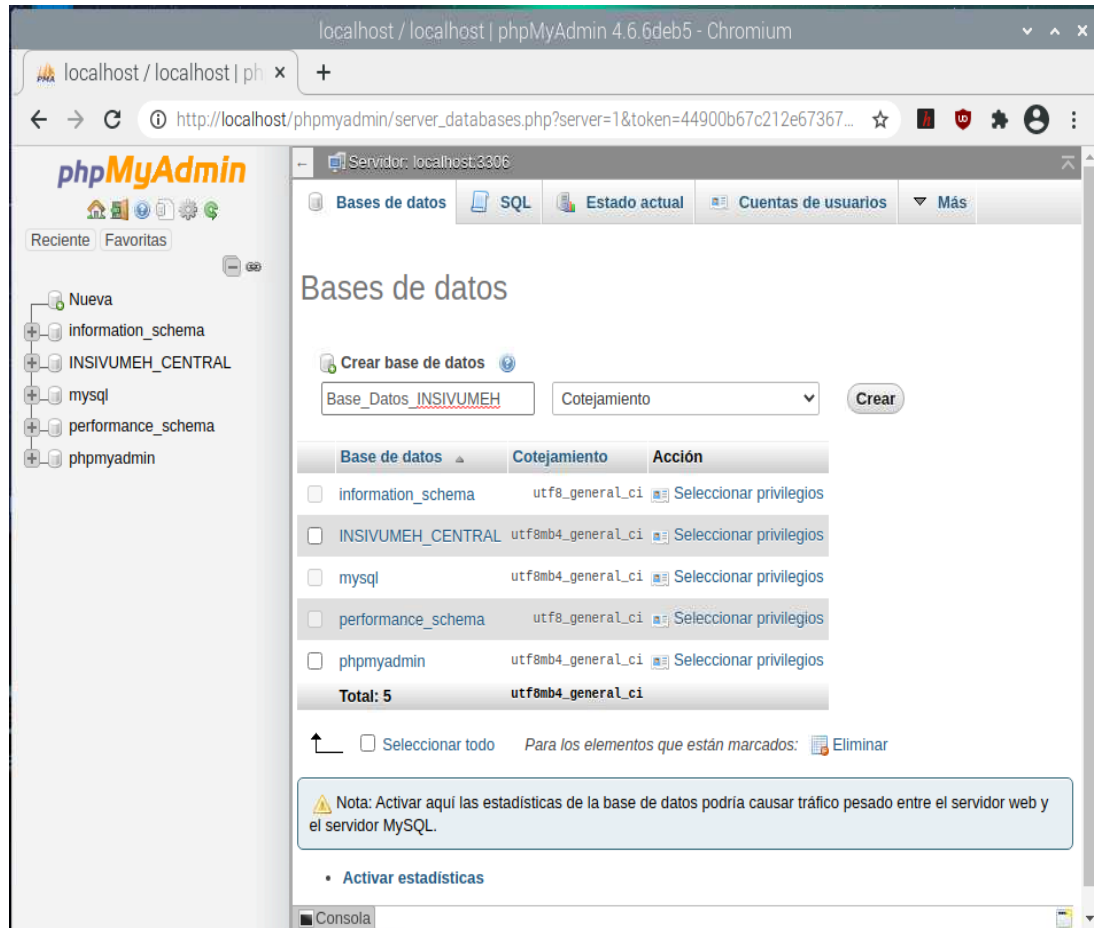 localhost / localhost | phpMyAdmin 4.6.6deb5 - Chromium
localhost / localhost | ph
http://localhost/phpmyadmin/server_databases.php?server=1&token=44900b67c212e67367...
phpMyAdmin
Reciente Favoritas
Nueva
information_schema
INSIVUMEH_CENTRAL
mysql
performance_schema
phpmyadmin
Servidor: localhost:3306
Bases de datos SQL Estado actual Cuentas de usuarios Más
Bases de datos
Crear base de datos
Base_Datos_INSIVUMEH Cotejamiento Crear
Base de datos Cotejamiento Acción
information_schema utf8_general_ci Seleccionar privilegios
INSIVUMEH_CENTRAL utf8mb4_general_ci Seleccionar privilegios
mysql utf8mb4_general_ci Seleccionar privilegios
performance_schema utf8_general_ci Seleccionar privilegios
phpmyadmin utf8mb4_general_ci Seleccionar privilegios
Total: 5 utf8mb4_general_ci
Seleccionar todo Para los elementos que están marcados: Eliminar
Nota: Activar aquí las estadísticas de la base de datos podría causar tráfico pesado entre el servidor web y
el servidor MySQL.
• Activar estadísticas
Consola